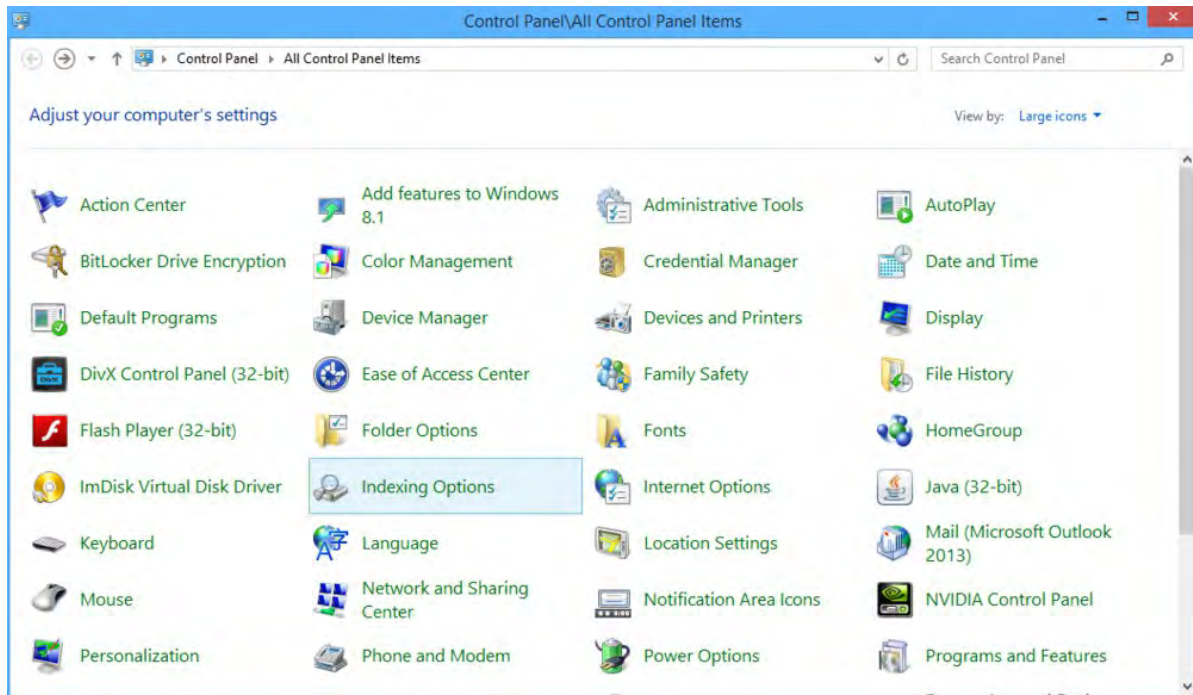 Control Panel\All Control Panel Items
Control Panel All Control Panel Items
Search Control Panel
Adjust your computer's settings
View by: Large icons
Action Center
Add features to Windows
8.1
Administrative Tools
AutoPlay
BitLocker Drive Encryption
Color Management
Credential Manager
Date and Time
Default Programs
Device Manager
Devices and Printers
Display
DivX Control Panel (32-bit)
Ease of Access Center
Family Safety
File History
Flash Player (32-bit)
Folder Options
Fonts
HomeGroup
ImDisk Virtual Disk Driver
Indexing Options
Internet Options
Java (32-bit)
Keyboard
Language
Location Settings
Mail (Microsoft Outlook
2013)
Mouse
Network and Sharing
Center
Notification Area Icons
NVIDIA Control Panel
Personalization
Phone and Modem
Power Options
Programs and Features